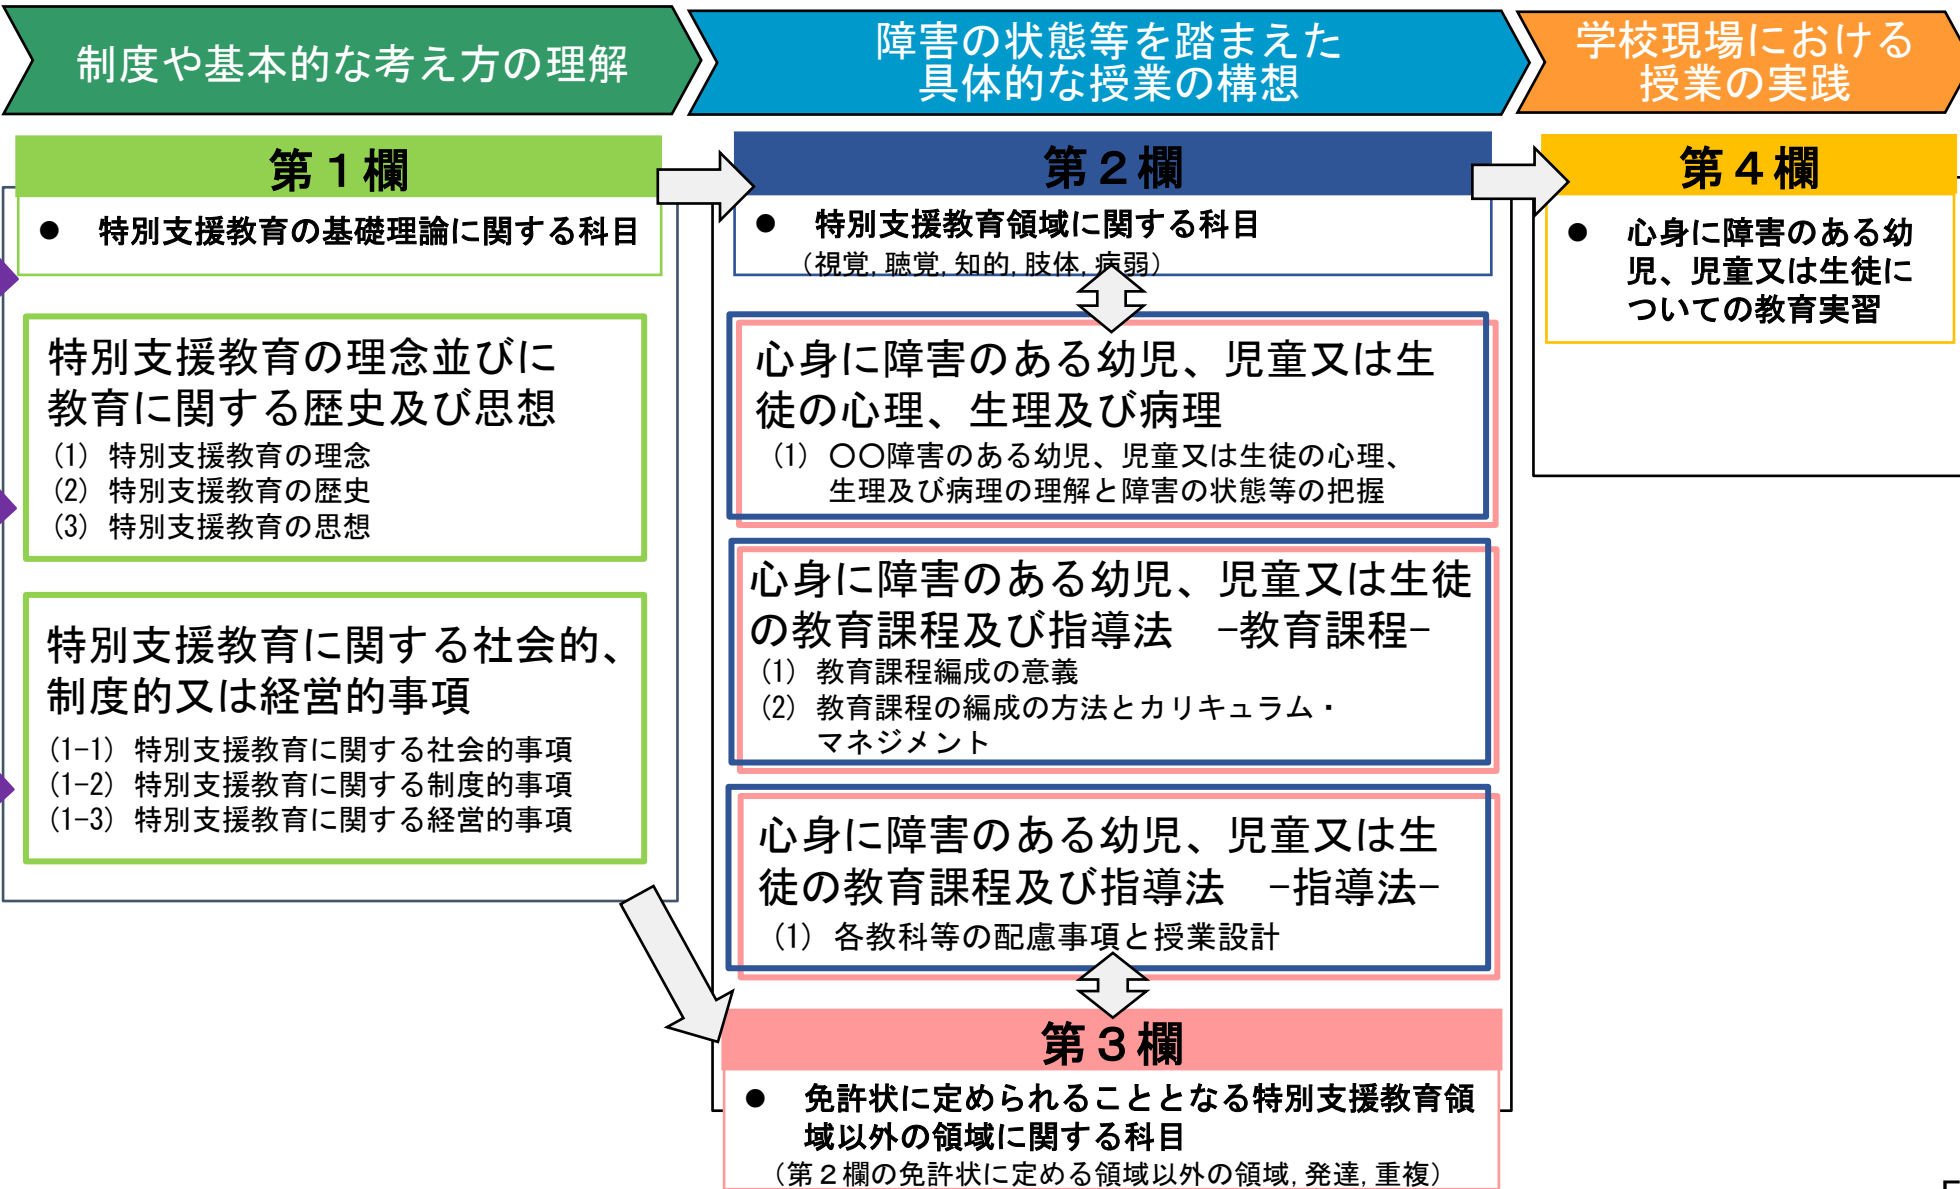 制度や基本的な考え方の理解
障害の状態等を踏まえた
具体的な授業の構想
学校現場における
授業の実践
第1欄
● 特別支援教育の基礎理論に関する科目
特別支援教育の理念並びに
教育に関する歴史及び思想
(1) 特別支援教育の理念
(2) 特別支援教育の歴史
(3) 特別支援教育の思想
特別支援教育に関する社会的、
制度的又は経営的事項
(1-1) 特別支援教育に関する社会的事項
(1-2) 特別支援教育に関する制度的事項
(1-3) 特別支援教育に関する経営的事項
第2欄
● 特別支援教育領域に関する科目
(視覚,聴覚,知的,肢体,病弱)
心身に障害のある幼児、児童又は生
徒の心理、生理及び病理
(1) 〇〇障害のある幼児、児童又は生徒の心理、
生理及び病理の理解と障害の状態等の把握
心身に障害のある幼児、児童又は生徒
の教育課程及び指導法 -教育課程-
(1) 教育課程編成の意義
(2) 教育課程の編成の方法とカリキュラム・
マネジメント
心身に障害のある幼児、児童又は生
徒の教育課程及び指導法 -指導法-
(1) 各教科等の配慮事項と授業設計
第3欄
● 免許状に定められることとなる特別支援教育領
域以外の領域に関する科目
(第2欄の免許状に定める領域以外の領域,発達,重複)
第4欄
● 心身に障害のある幼
児、児童又は生徒に
ついての教育実習